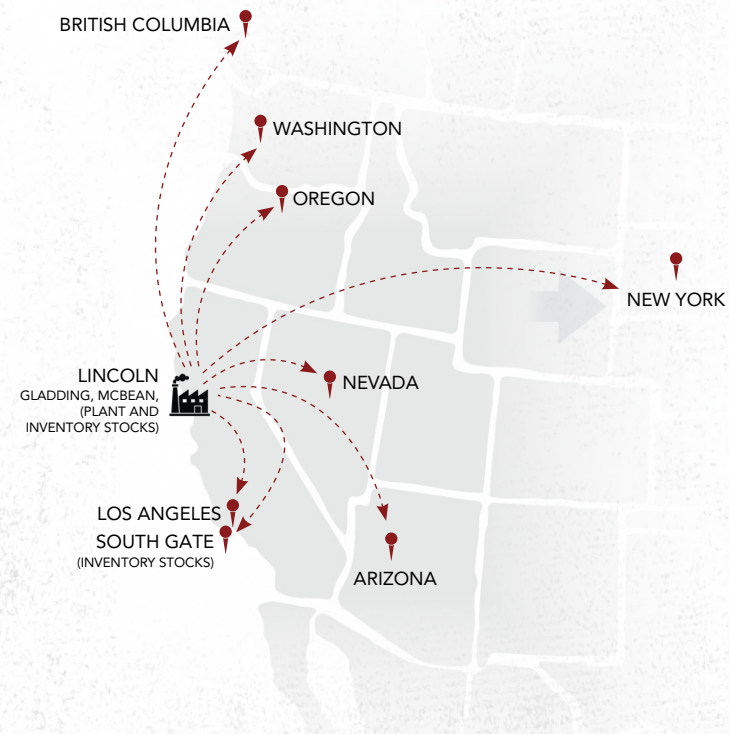 BRITISH COLUMBIA
WASHINGTON
OREGON
NEW YORK
LINCOLN
GLADDING, MCBEAN,
(PLANT AND
INVENTORY STOCKS)
NEVADA
LOS ANGELES
SOUTH GATE
(INVENTORY STOCKS)
ARIZONA